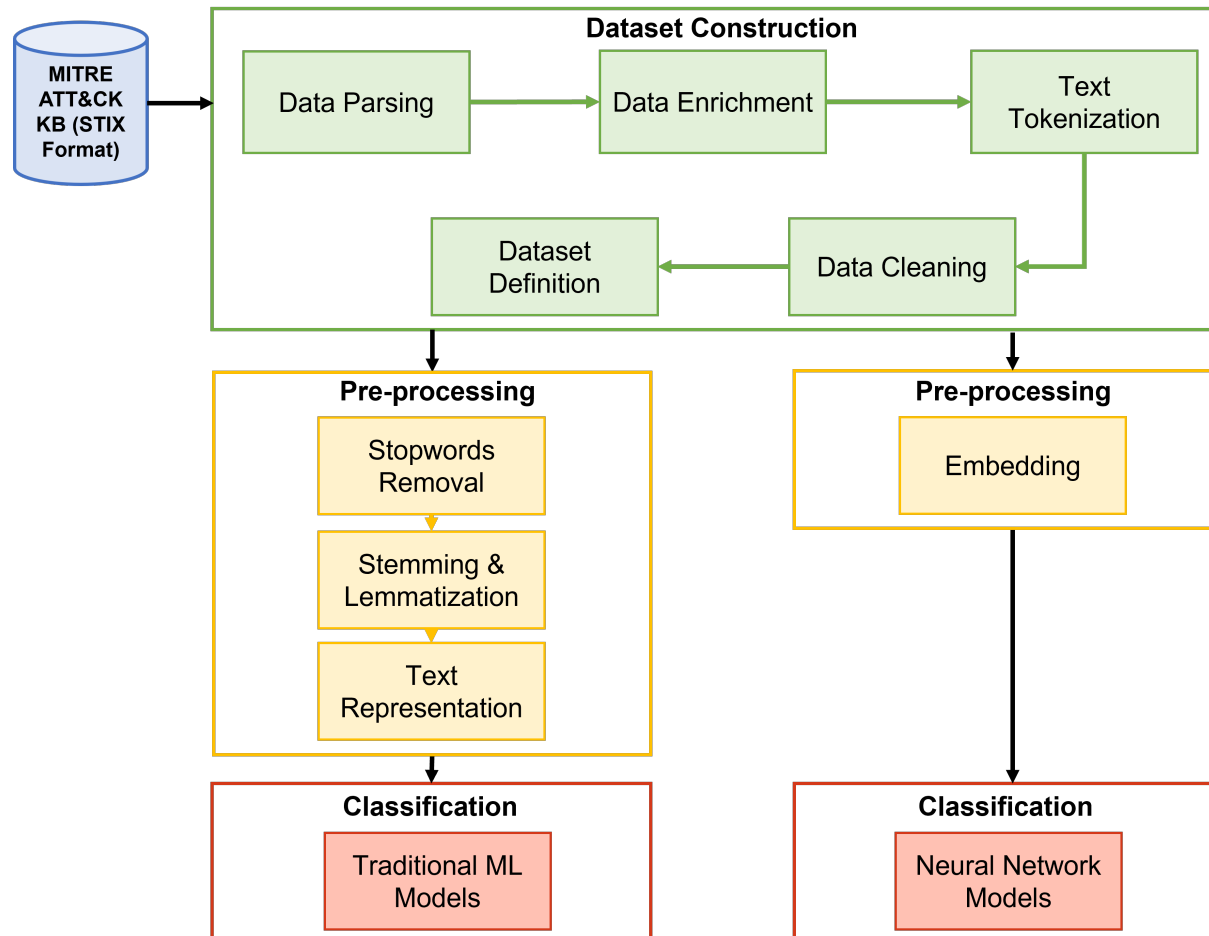 MITRE
ATT&CK
KB (STIX
Format)
Dataset Construction
Data Parsing
Data Enrichment
Text
Tokenization
Dataset
Definition
Data Cleaning
Pre-processing
Stopwords
Removal
Stemming &
Lemmatization
Text
Representation
Pre-processing
Embedding
Classification
Traditional ML
Models
Classification
Neural Network
Models